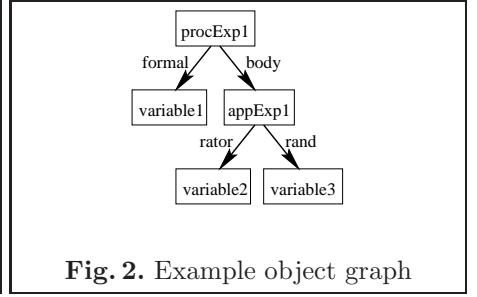 procExp1
formal body
variable1 appExp1
rator rand
variable2 variable3
Fig. 2. Example object graph